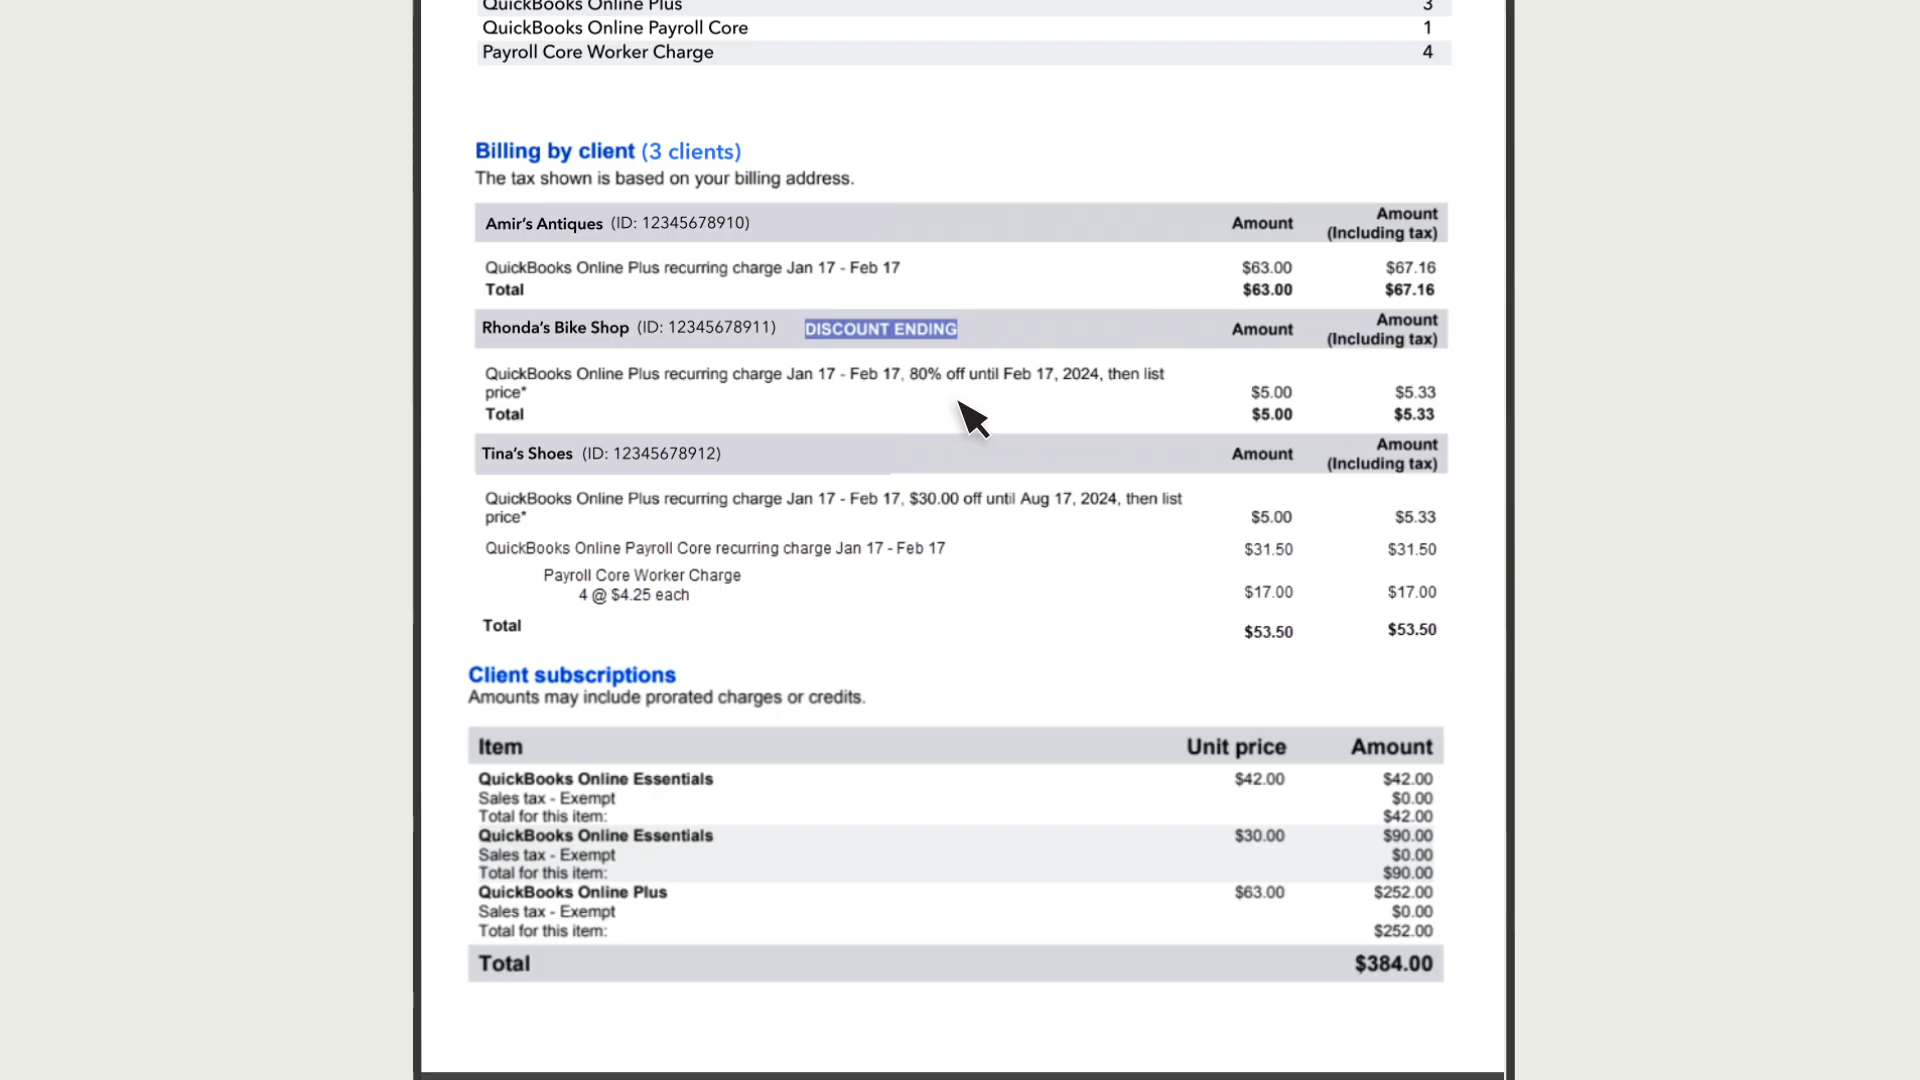 QuickBooks Online Plus 3
QuickBooks Online Payroll Core 1
Payroll Core Worker Charge 4
Billing by client (3 clients)
The tax shown is based on your billing address.
Amir's Antiques (ID: 12345678910) Amount Amount (Including tax)
QuickBooks Online Plus recurring charge Jan 17 - Feb 17 $63.00 $67.16
Total $63.00 $67.16
Rhonda's Bike Shop (ID: 12345678911) DISCOUNT ENDING Amount Amount (Including tax)
QuickBooks Online Plus recurring charge Jan 17 - Feb 17, 80% off until Feb 17, 2024, then list
price* $5.00 $5.33
Total $5.00 $5.33
Tina's Shoes (ID: 12345678912) Amount Amount (Including tax)
QuickBooks Online Plus recurring charge Jan 17 - Feb 17, $30.00 off until Aug 17, 2024, then list
price* $5.00 $5.33
QuickBooks Online Payroll Core recurring charge Jan 17 - Feb 17 $31.50 $31.50
Payroll Core Worker Charge
4 @ $4.25 each $17.00 $17.00
Total $53.50 $53.50
Client subscriptions
Amounts may include prorated charges or credits.
Item Unit price Amount
QuickBooks Online Essentials $42.00 $42.00
Sales tax - Exempt $0.00
Total for this item: $42.00
QuickBooks Online Essentials $30.00 $90.00
Sales tax - Exempt $0.00
Total for this item: $90.00
QuickBooks Online Plus $63.00 $252.00
Sales tax - Exempt $0.00
Total for this item: $252.00
Total $384.00